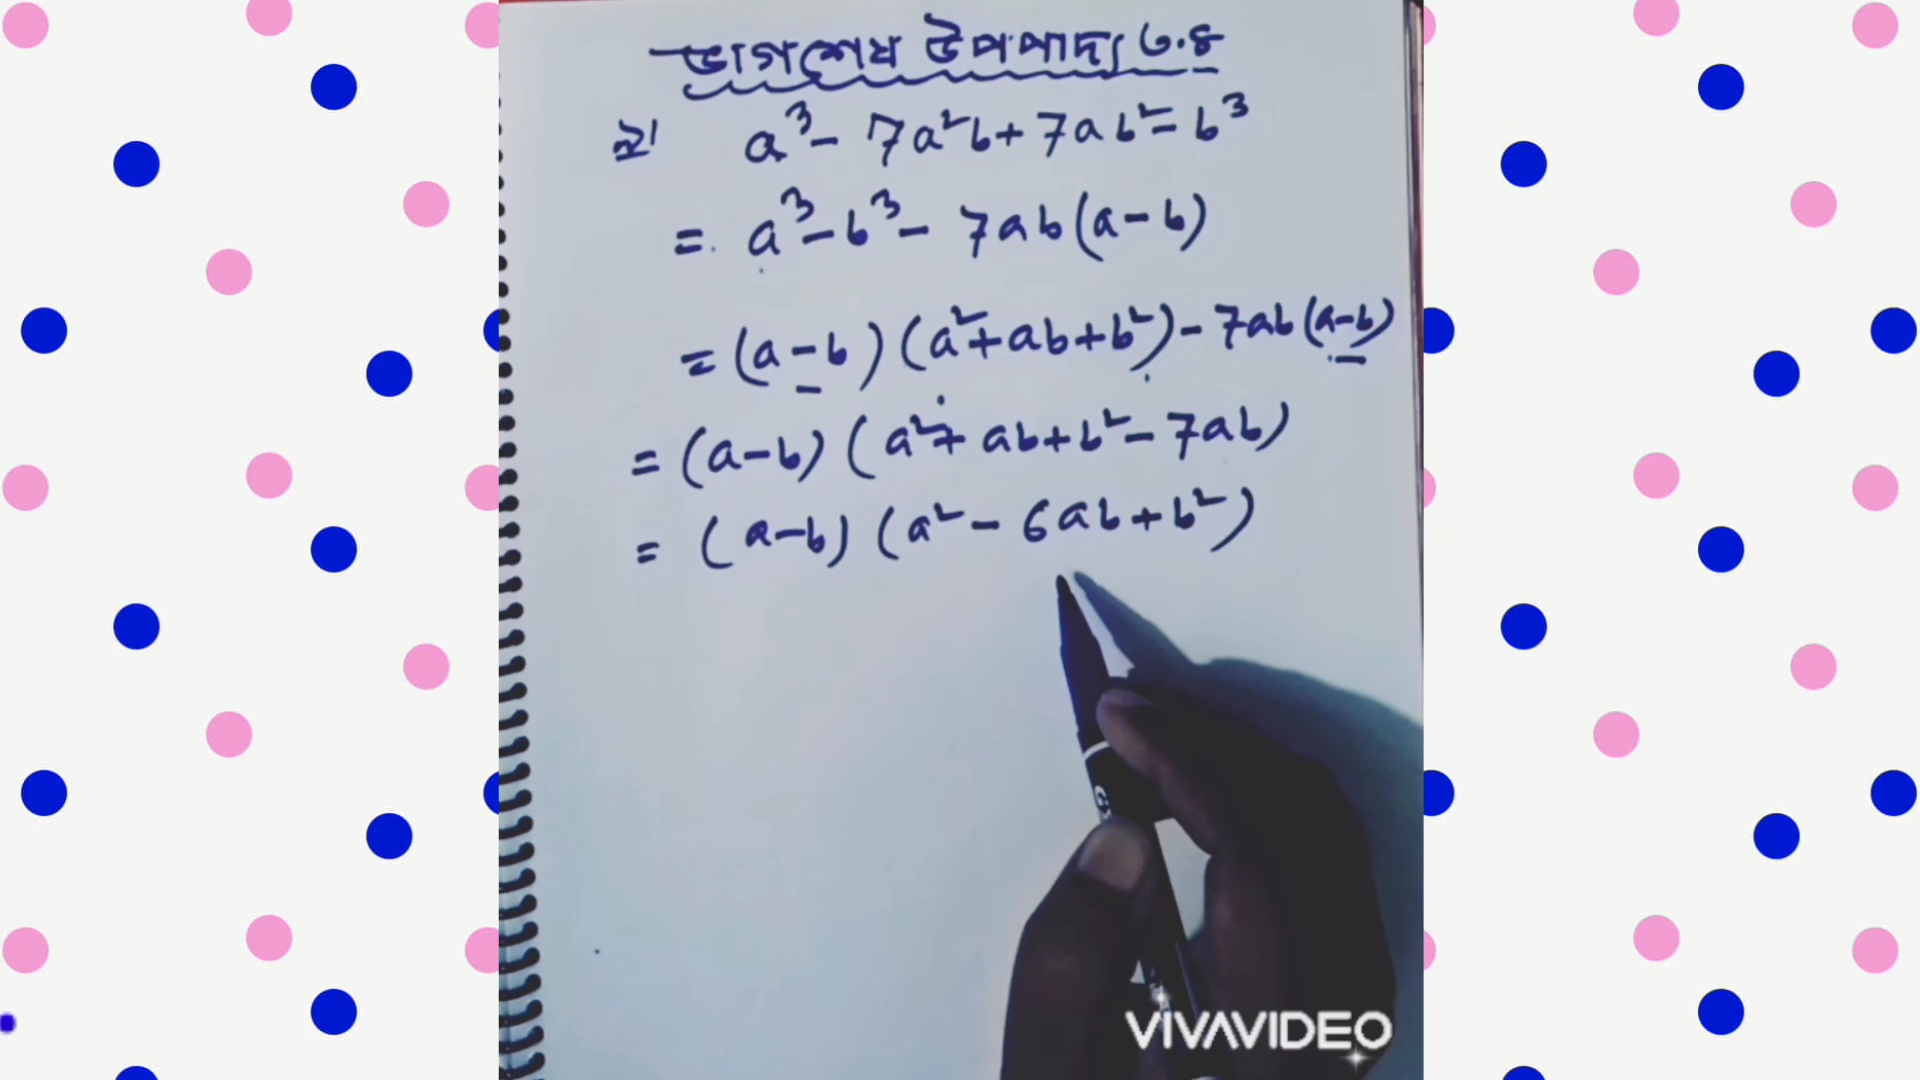 ভাগশেষ উপপাদ্য ৩.৪
২। a³ - 7a²b + 7ab² - b³
= a³ - b³ - 7ab(a - b)
= (a - b)(a² + ab + b²) - 7ab(a - b)
= (a - b)(a² + ab + b² - 7ab)
= (a - b)(a² - 6ab + b²)
VIVAVIDEO